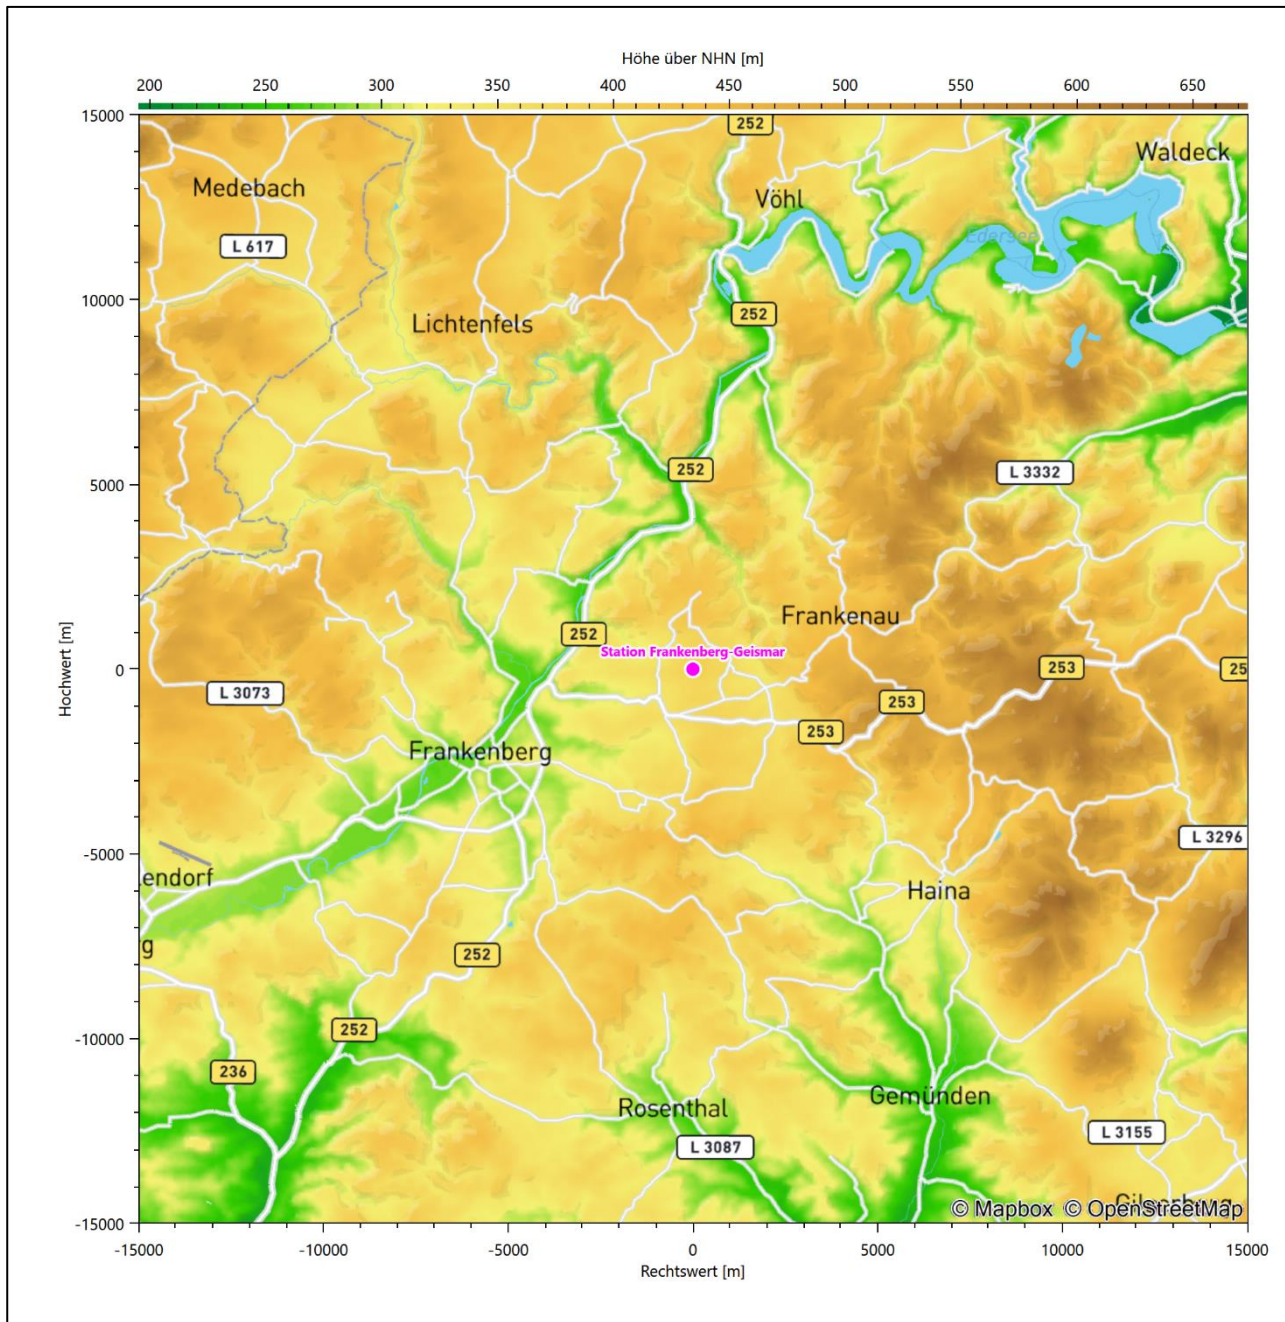 Höhe über NHN [m]
200 250 300 350 400 450 500 550 600 650
15000
252
Waldeck
Medebach
Völhl
L 617
Edersee
10000
252
Lichtenfels
252
L 3332
5000
Frankenau
252
Station Frankenberg-Geismar
Hochwert [m]
0
253
25
L 3073
253
253
Frankenberg
L 3296
-5000
endorf
Haina
g
252
252
-10000
236
Gemünden
Rosenthal
L 3155
L 3087
© Mapbox © OpenStreetMap
-15000
-15000 -10000 -5000 0 5000 10000 15000
Rechtswert [m]